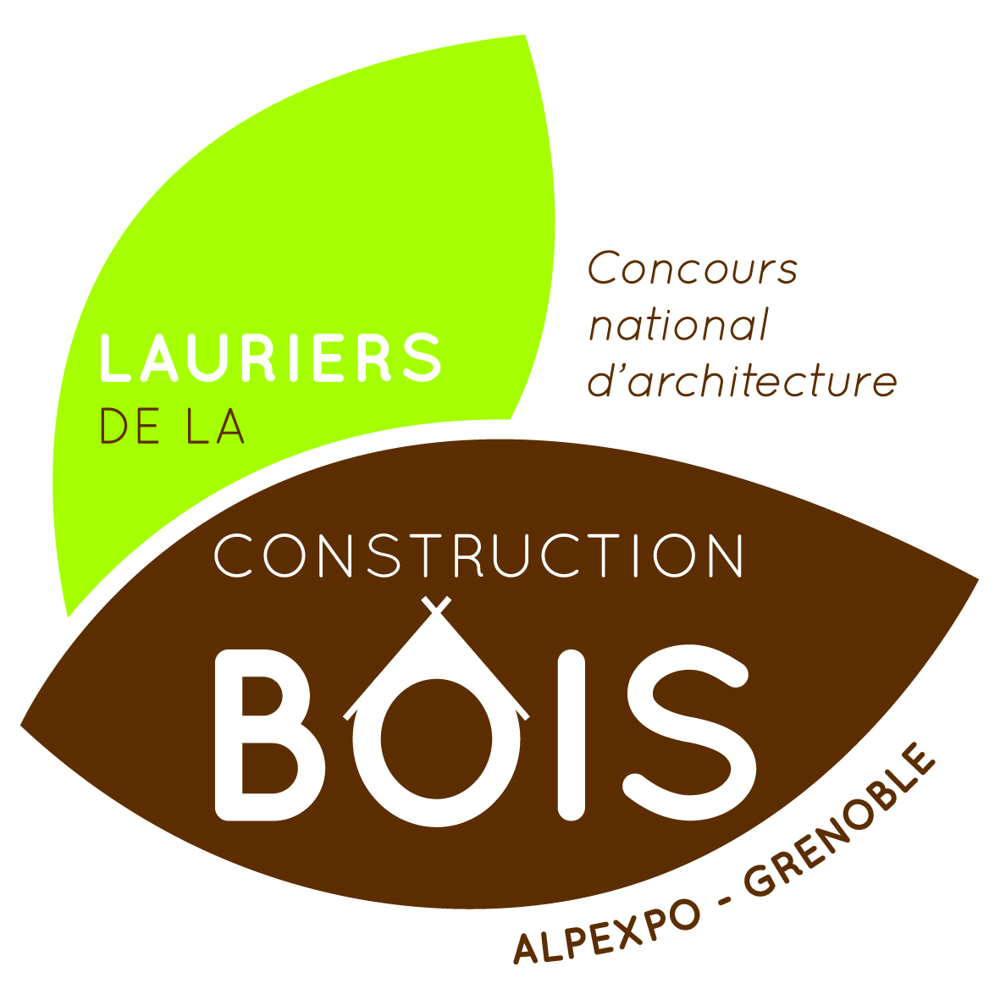 LAURIERS
DE LA
Concours
national
d'architecture
CONSTRUCTION
BOIS
ALPEXPO - GRENOBLE